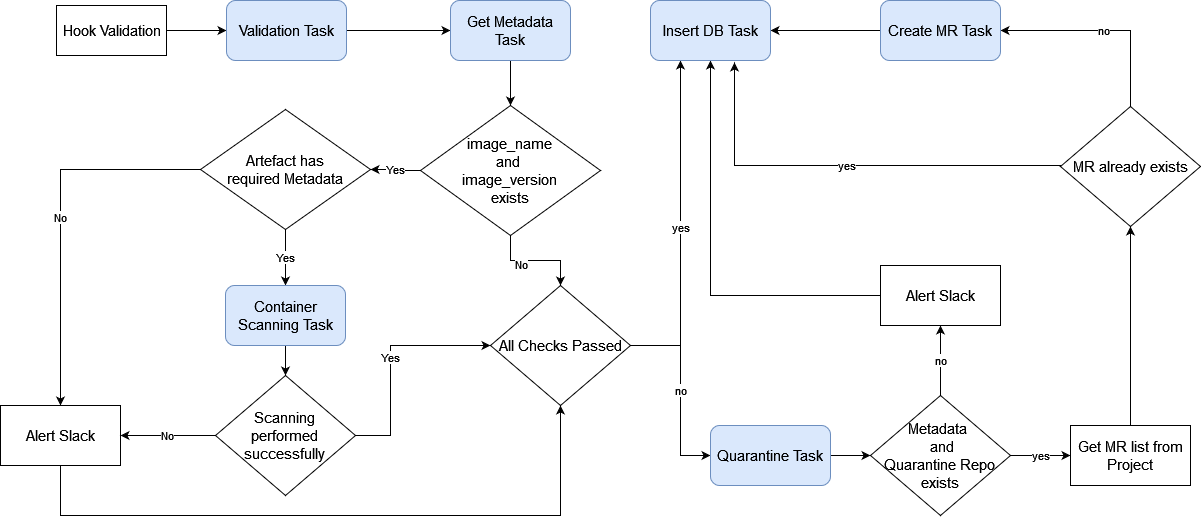 Hook Validation
Validation Task
Get Metadata
Task
Insert DB Task
Create MR Task
no
Artefact has
required Metadata
Yes
image_name
and
image_version
exists
yes
MR already exists
No
yes
Yes
No
Container
Scanning Task
Alert Slack
All Checks Passed
Yes
no
no
Alert Slack
No
Scanning
performed
successfully
Quarantine Task
Metadata
and
Quarantine Repo
exists
yes
Get MR list from
Project